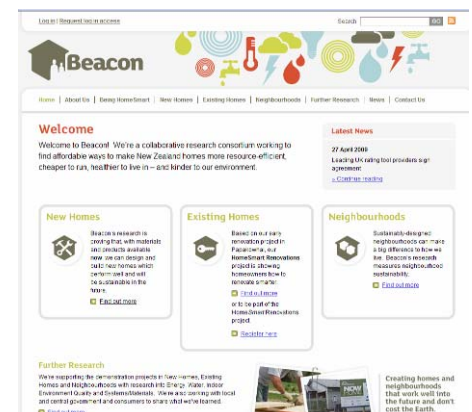 Log in | Request log in access
Search GO
Beacon
Home | About Us | Being HomeSmart | New Homes | Existing Homes | Neighbourhoods | Further Research | News | Contact Us
Welcome
Welcome to Beacon! We're a collaborative research consortium working to
find affordable ways to make New Zealand homes more resource-efficient,
cheaper to run, healthier to live in – and kinder to our environment.
Latest News
27 April 2009
Leading UK rating tool providers sign
agreement
» Continue reading
New Homes
Beacon's research is
proving that, with materials
and products available
now, we can design and
build new homes which
perform well and will
be sustainable in the
future.
Find out more
Existing Homes
Based on our early
renovation project in
Papakowhai, our
HomeSmart Renovations
project is showing
homeowners how to
renovate smarter.
Find out more
or to be part of the
HomeSmart Renovations
project
Register here
Neighbourhoods
Sustainably-designed
neighbourhoods can make
a big difference to how we
live. Beacon's research
measures neighbourhood
sustainability.
Find out more
Further Research
We're supporting the demonstration projects in New Homes, Existing
Homes and Neighbourhoods with research into Energy, Water, Indoor
Environment Quality and Systems/Materials. We're also working with local
and central government and consumers to share what we've learned.
Find out more
NOW
Creating homes and
neighbourhoods
that work well into
the future and don't
cost the Earth.